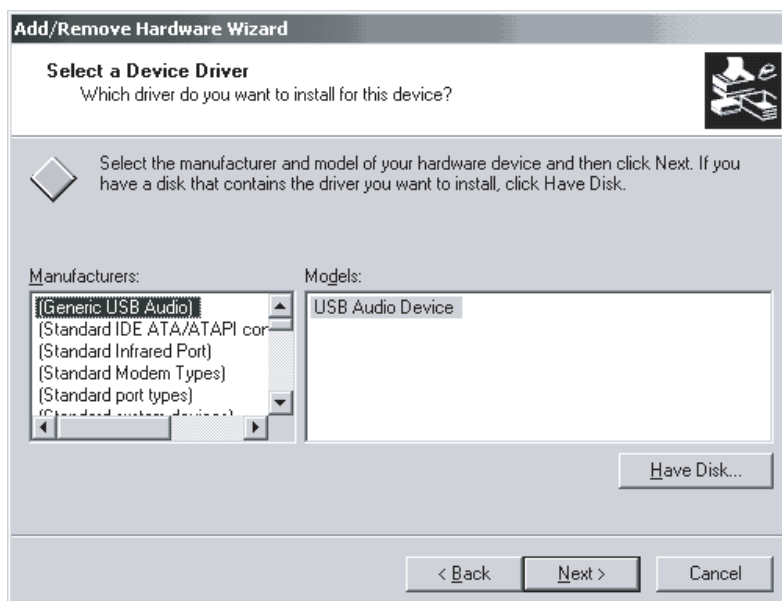 Add/Remove Hardware Wizard
Select a Device Driver
Which driver do you want to install for this device?
Select the manufacturer and model of your hardware device and then click Next. If you
have a disk that contains the driver you want to install, click Have Disk.
Manufacturers:
(Generic USB Audio)
(Standard IDE ATA/ATAPI cor
(Standard Infrared Port)
(Standard Modem Types)
(Standard port types)
Models:
USB Audio Device
Have Disk...
< Back
Next >
Cancel